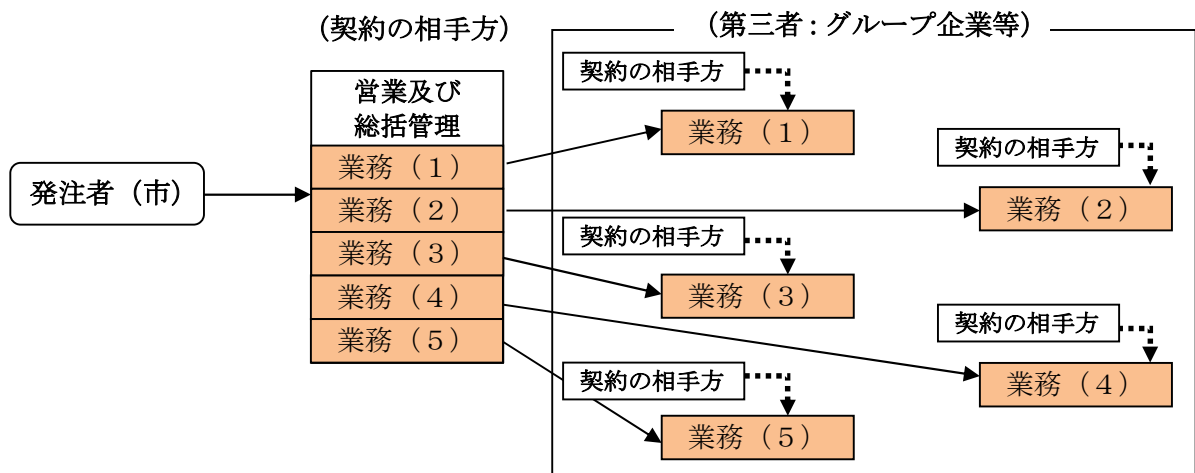 （契約の相手方）
営業及び
総括管理
業務（１）
業務（２）
業務（３）
業務（４）
業務（５）
発注者（市）
（第三者：グループ企業等）
契約の相手方
業務（１）
契約の相手方
業務（２）
契約の相手方
業務（３）
契約の相手方
業務（４）
契約の相手方
業務（５）